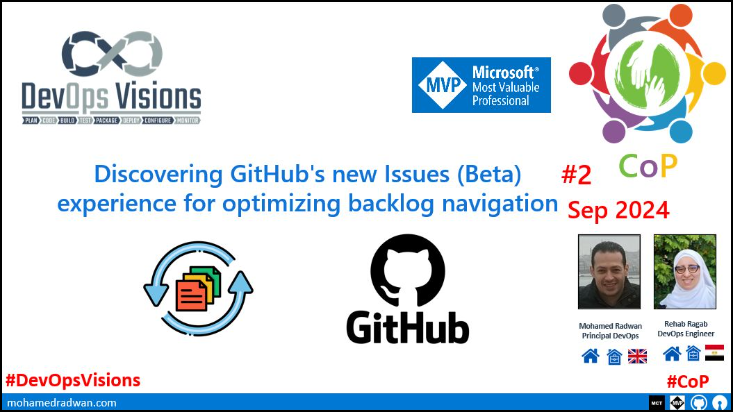 DevOps Visions
PLAN CODE BUILD TEST PACKAGE DEPLOY CONFIGURE MONITOR
MVP
Microsoft®
Most Valuable
Professional
CoP
Discovering GitHub's new Issues (Beta)
experience for optimizing backlog navigation
#2
Sep 2024
GitHub
Mohamed Radwan
Principal DevOps
Rehab Ragab
DevOps Engineer
#DevOpsVisions
#CoP
mohamedradwan.com
MCT
MVP